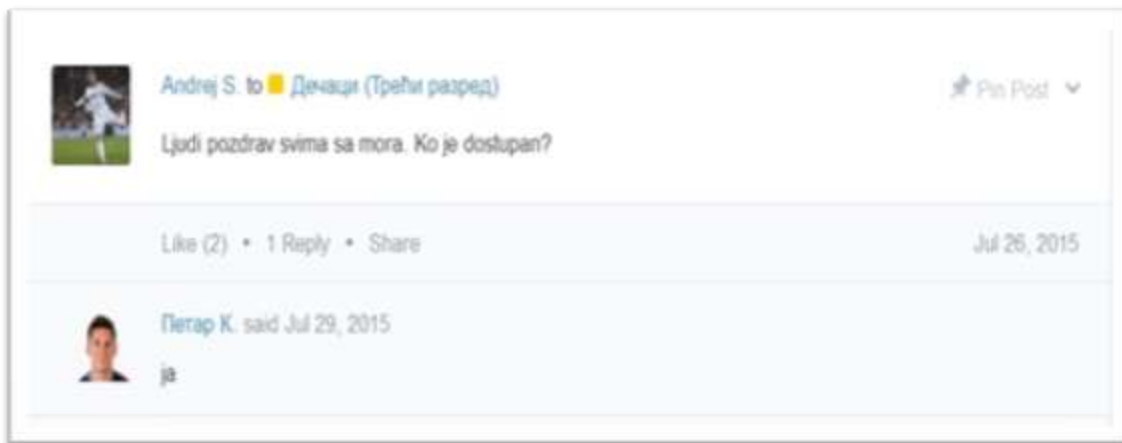 Andrej S. to Дечаци (Трећи разред)
Pin Post
Ljudi pozdrav svima sa mora. Ko je dostupan?
Like (2) • 1 Reply • Share
Jul 26, 2015
Петар К. said Jul 29, 2015
ja